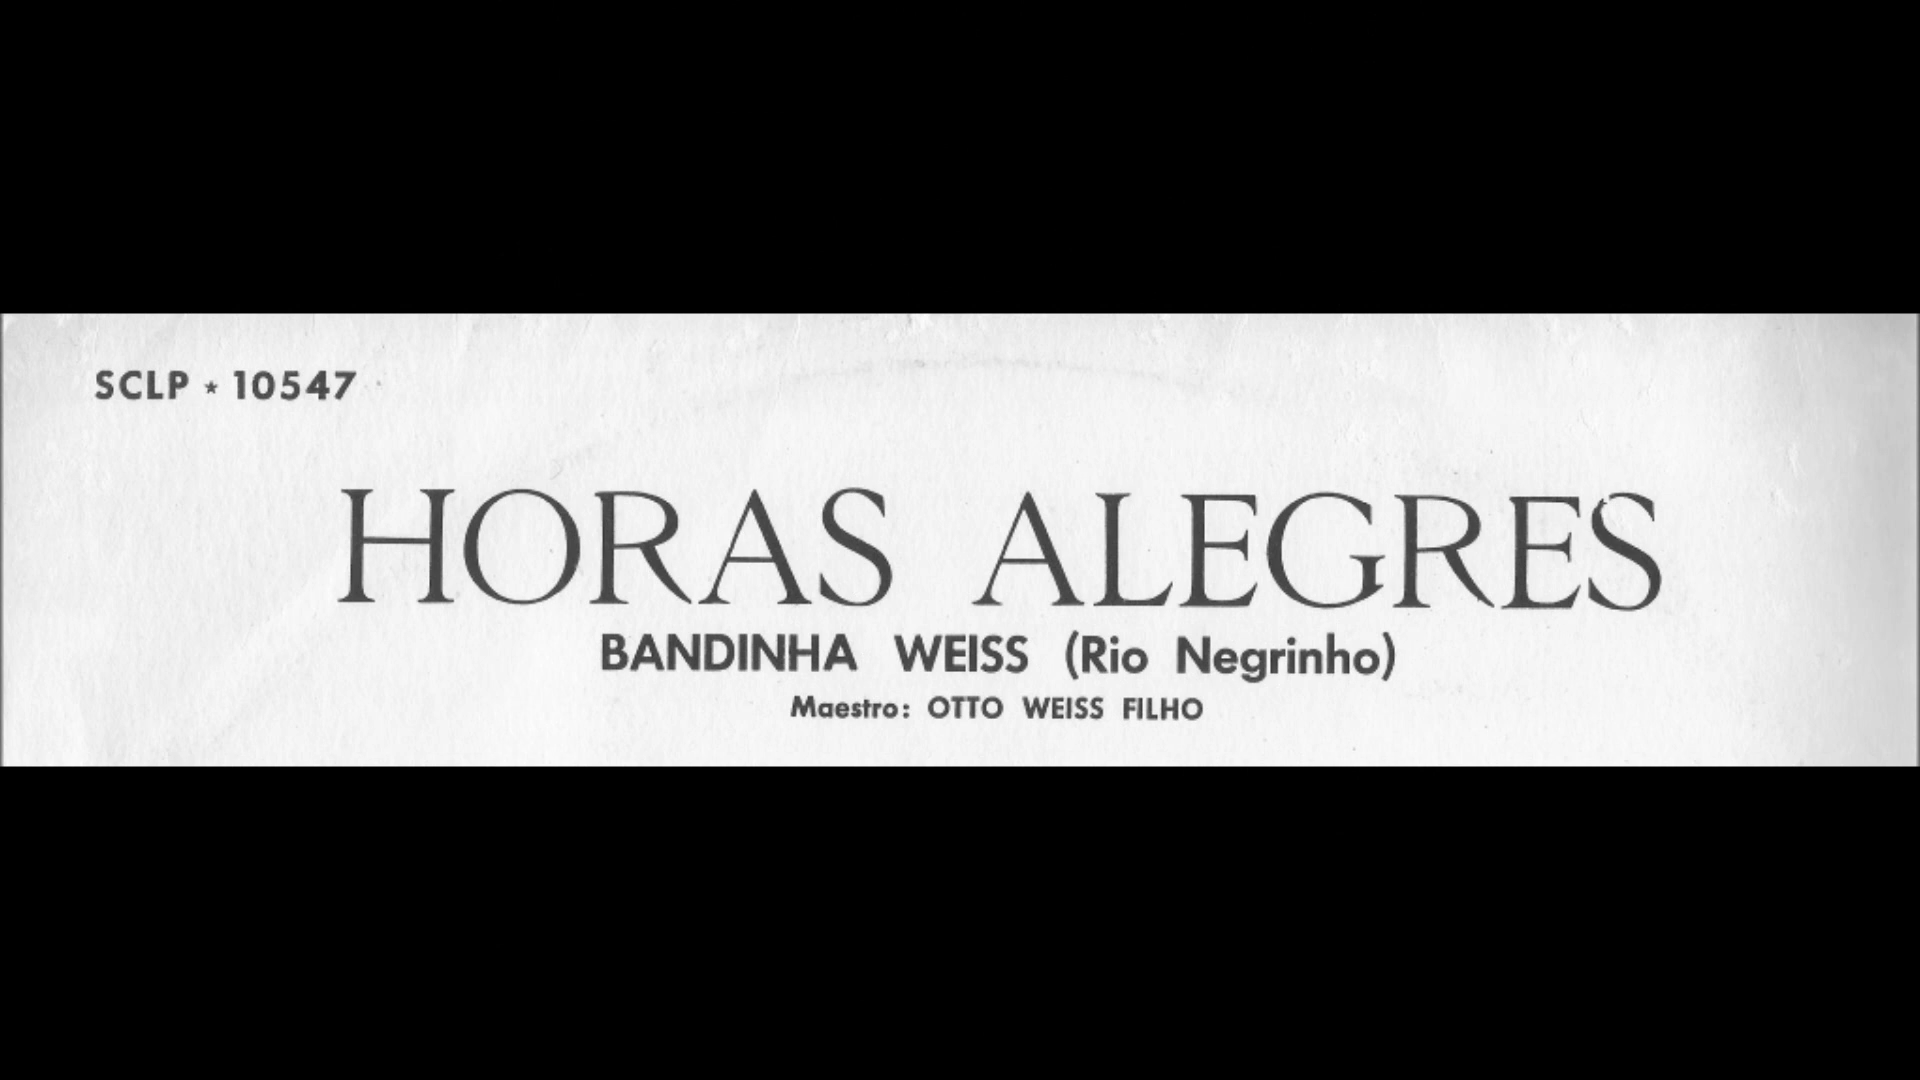 SCLP * 10547
HORAS ALEGRES
BANDINHA WEISS (Rio Negrinho)
Maestro: OTTO WEISS FILHO